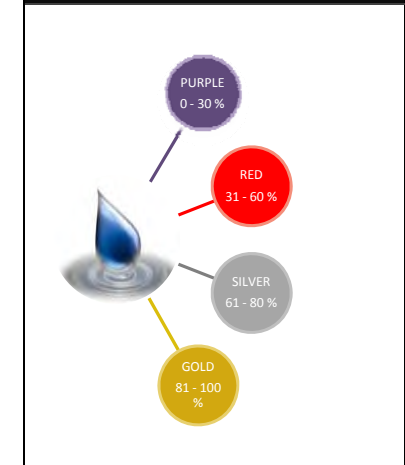 PURPLE
0 - 30 %
RED
31 - 60 %
SILVER
61 - 80 %
GOLD
81 - 100
%